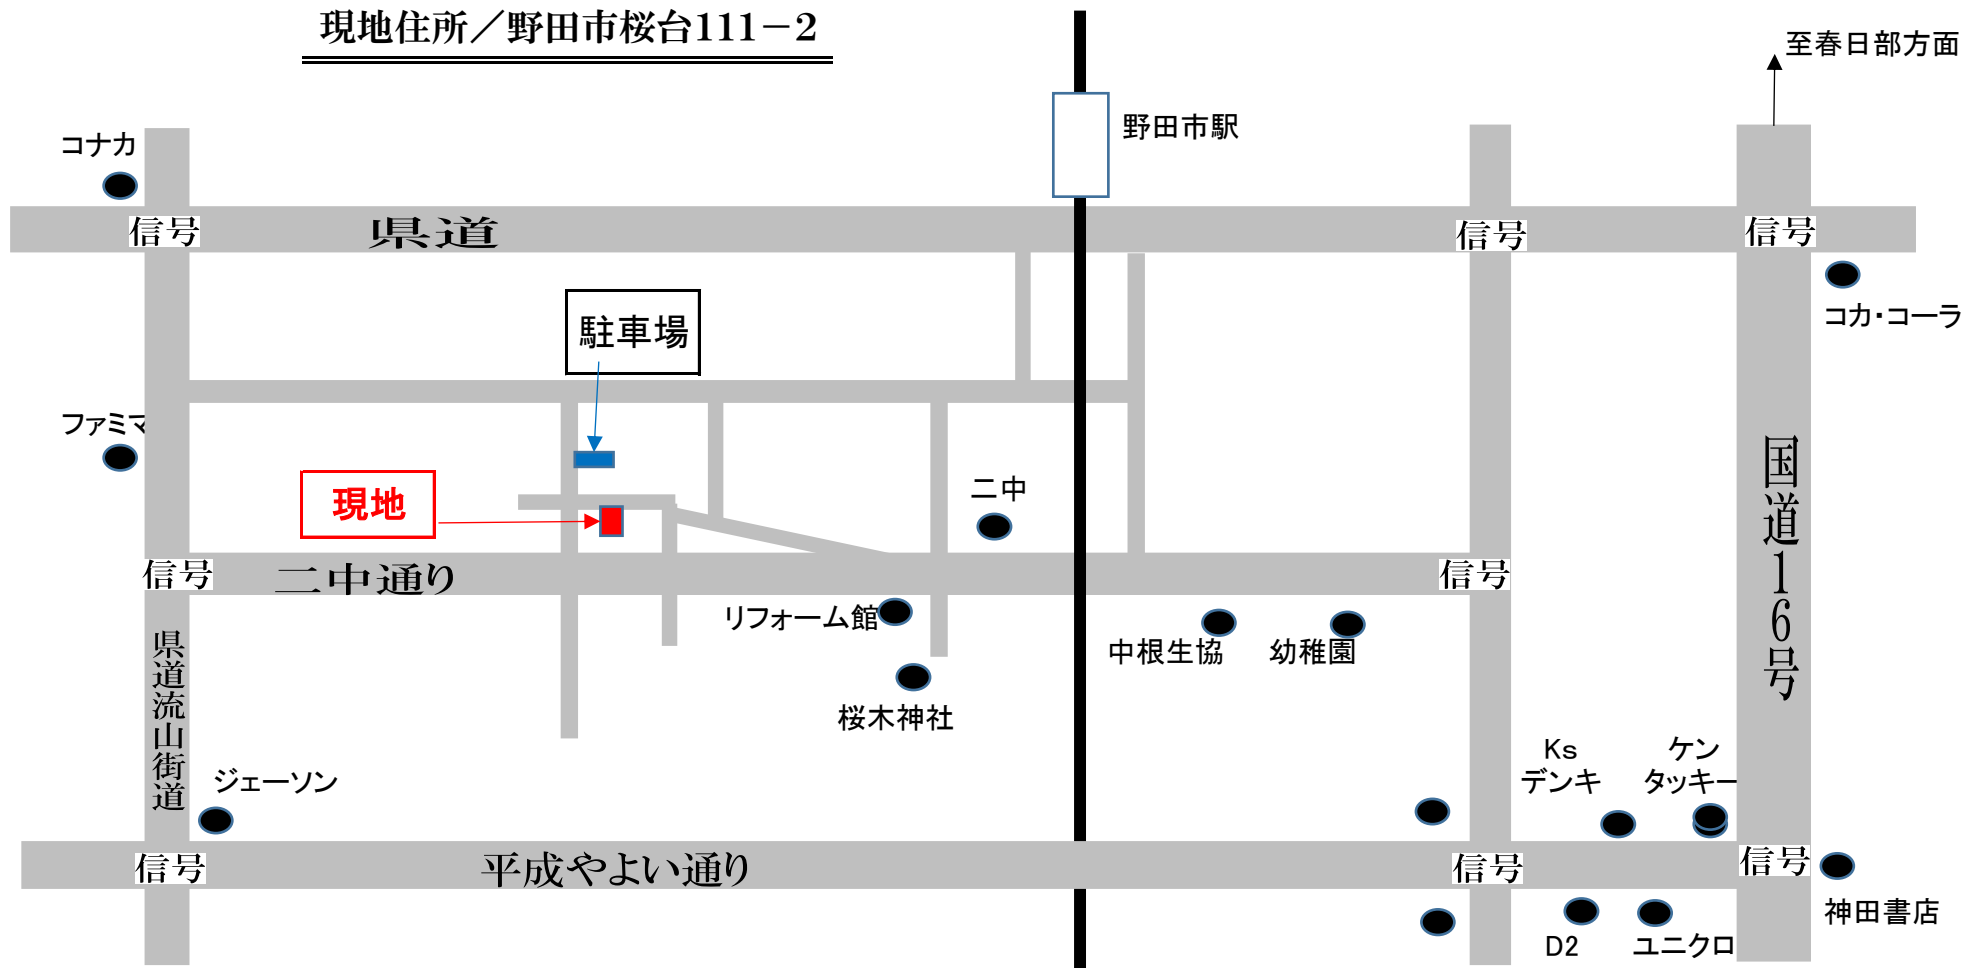 現地住所／野田市桜台111－2
至春日部方面
野田市駅
コナカ
信号
県道
信号
信号
コカ・コーラ
駐車場
ファミマ
現地
二中
国道16号
信号
二中通り
信号
リフォーム館
中根生協
幼稚園
県道流山街道
桜木神社
ジェーソン
Ks
デンキ
ケン
タッキー
信号
平成やよい通り
信号
信号
神田書店
D2
ユニクロ